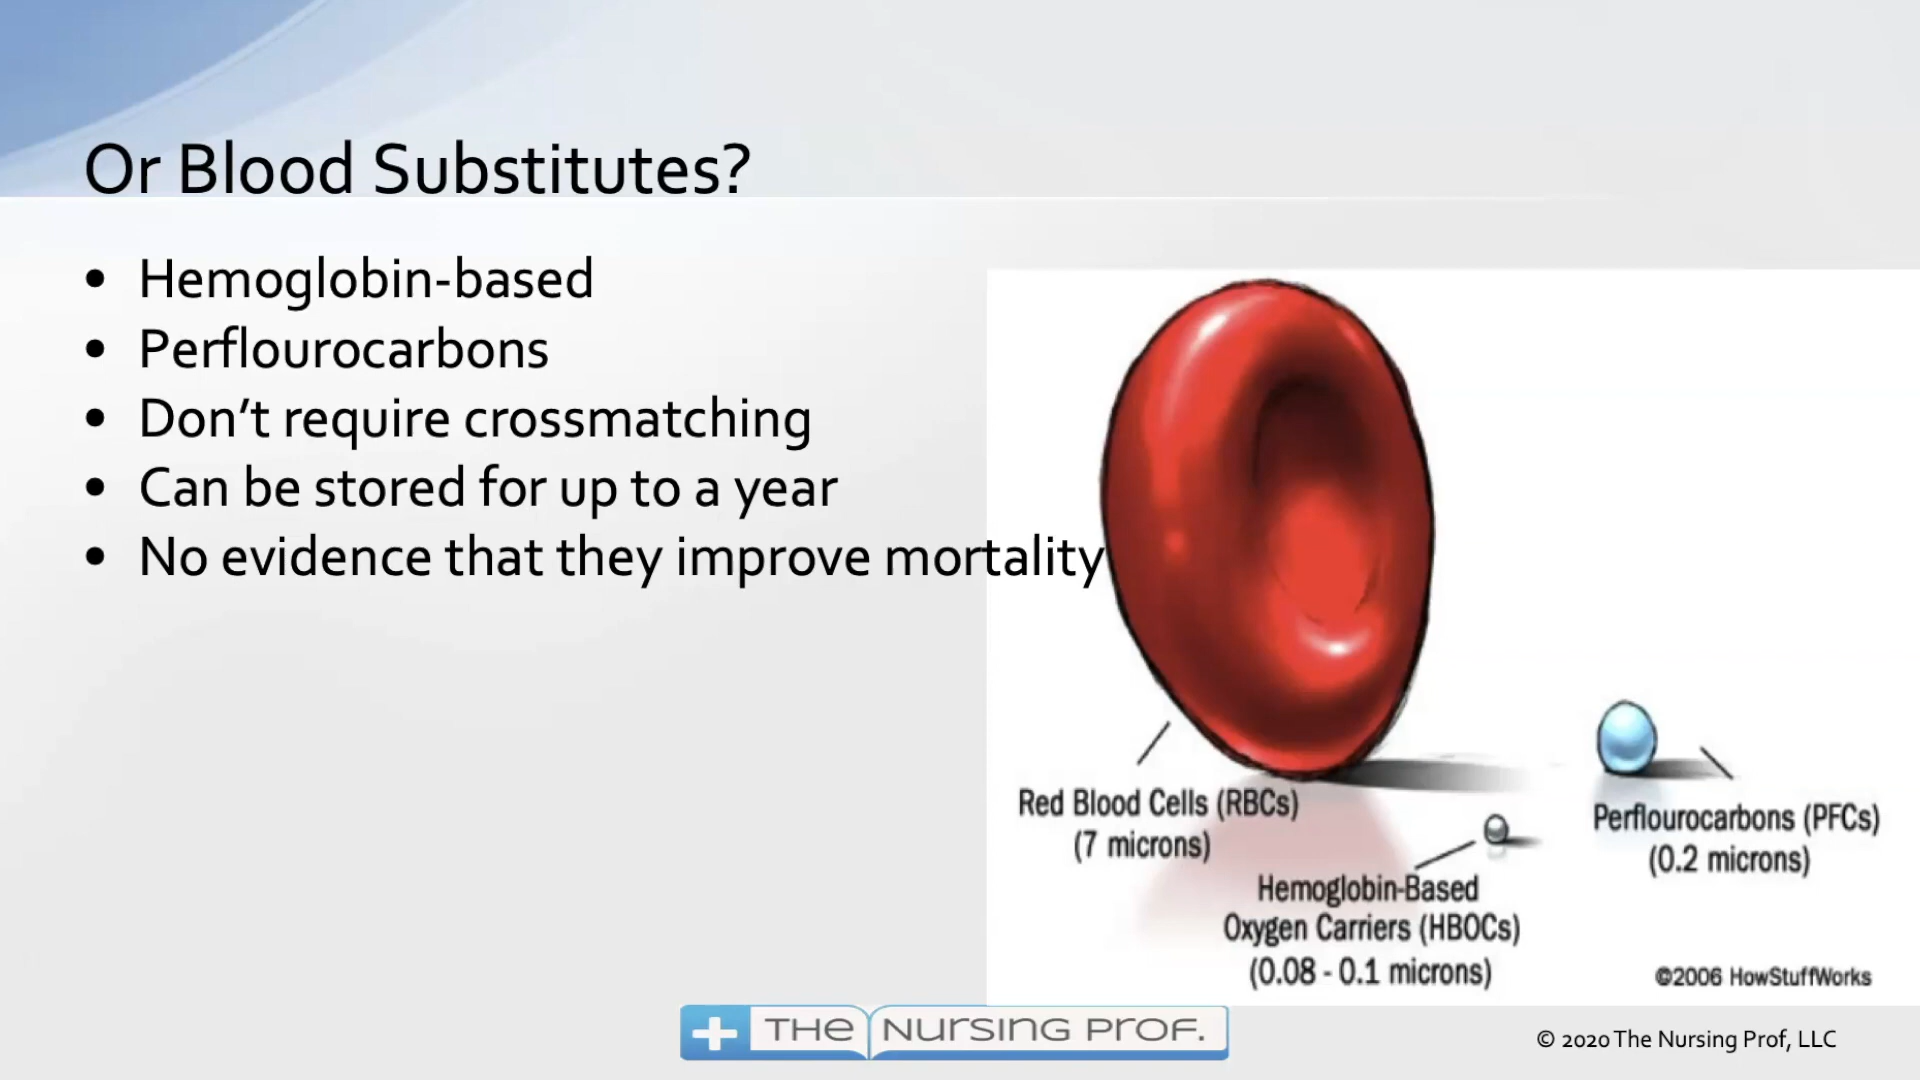 Or Blood Substitutes?
• Hemoglobin-based
• Perflourocarbons
• Don’t require crossmatching
• Can be stored for up to a year
• No evidence that they improve mortality
Red Blood Cells (RBCs)
(7 microns)
Hemoglobin-Based
Oxygen Carriers (HBOCs)
(0.08 - 0.1 microns)
Perflourocarbons (PFCs)
(0.2 microns)
©2006 HowStuffWorks
THE NURSING PROF.
© 2020 The Nursing Prof, LLC